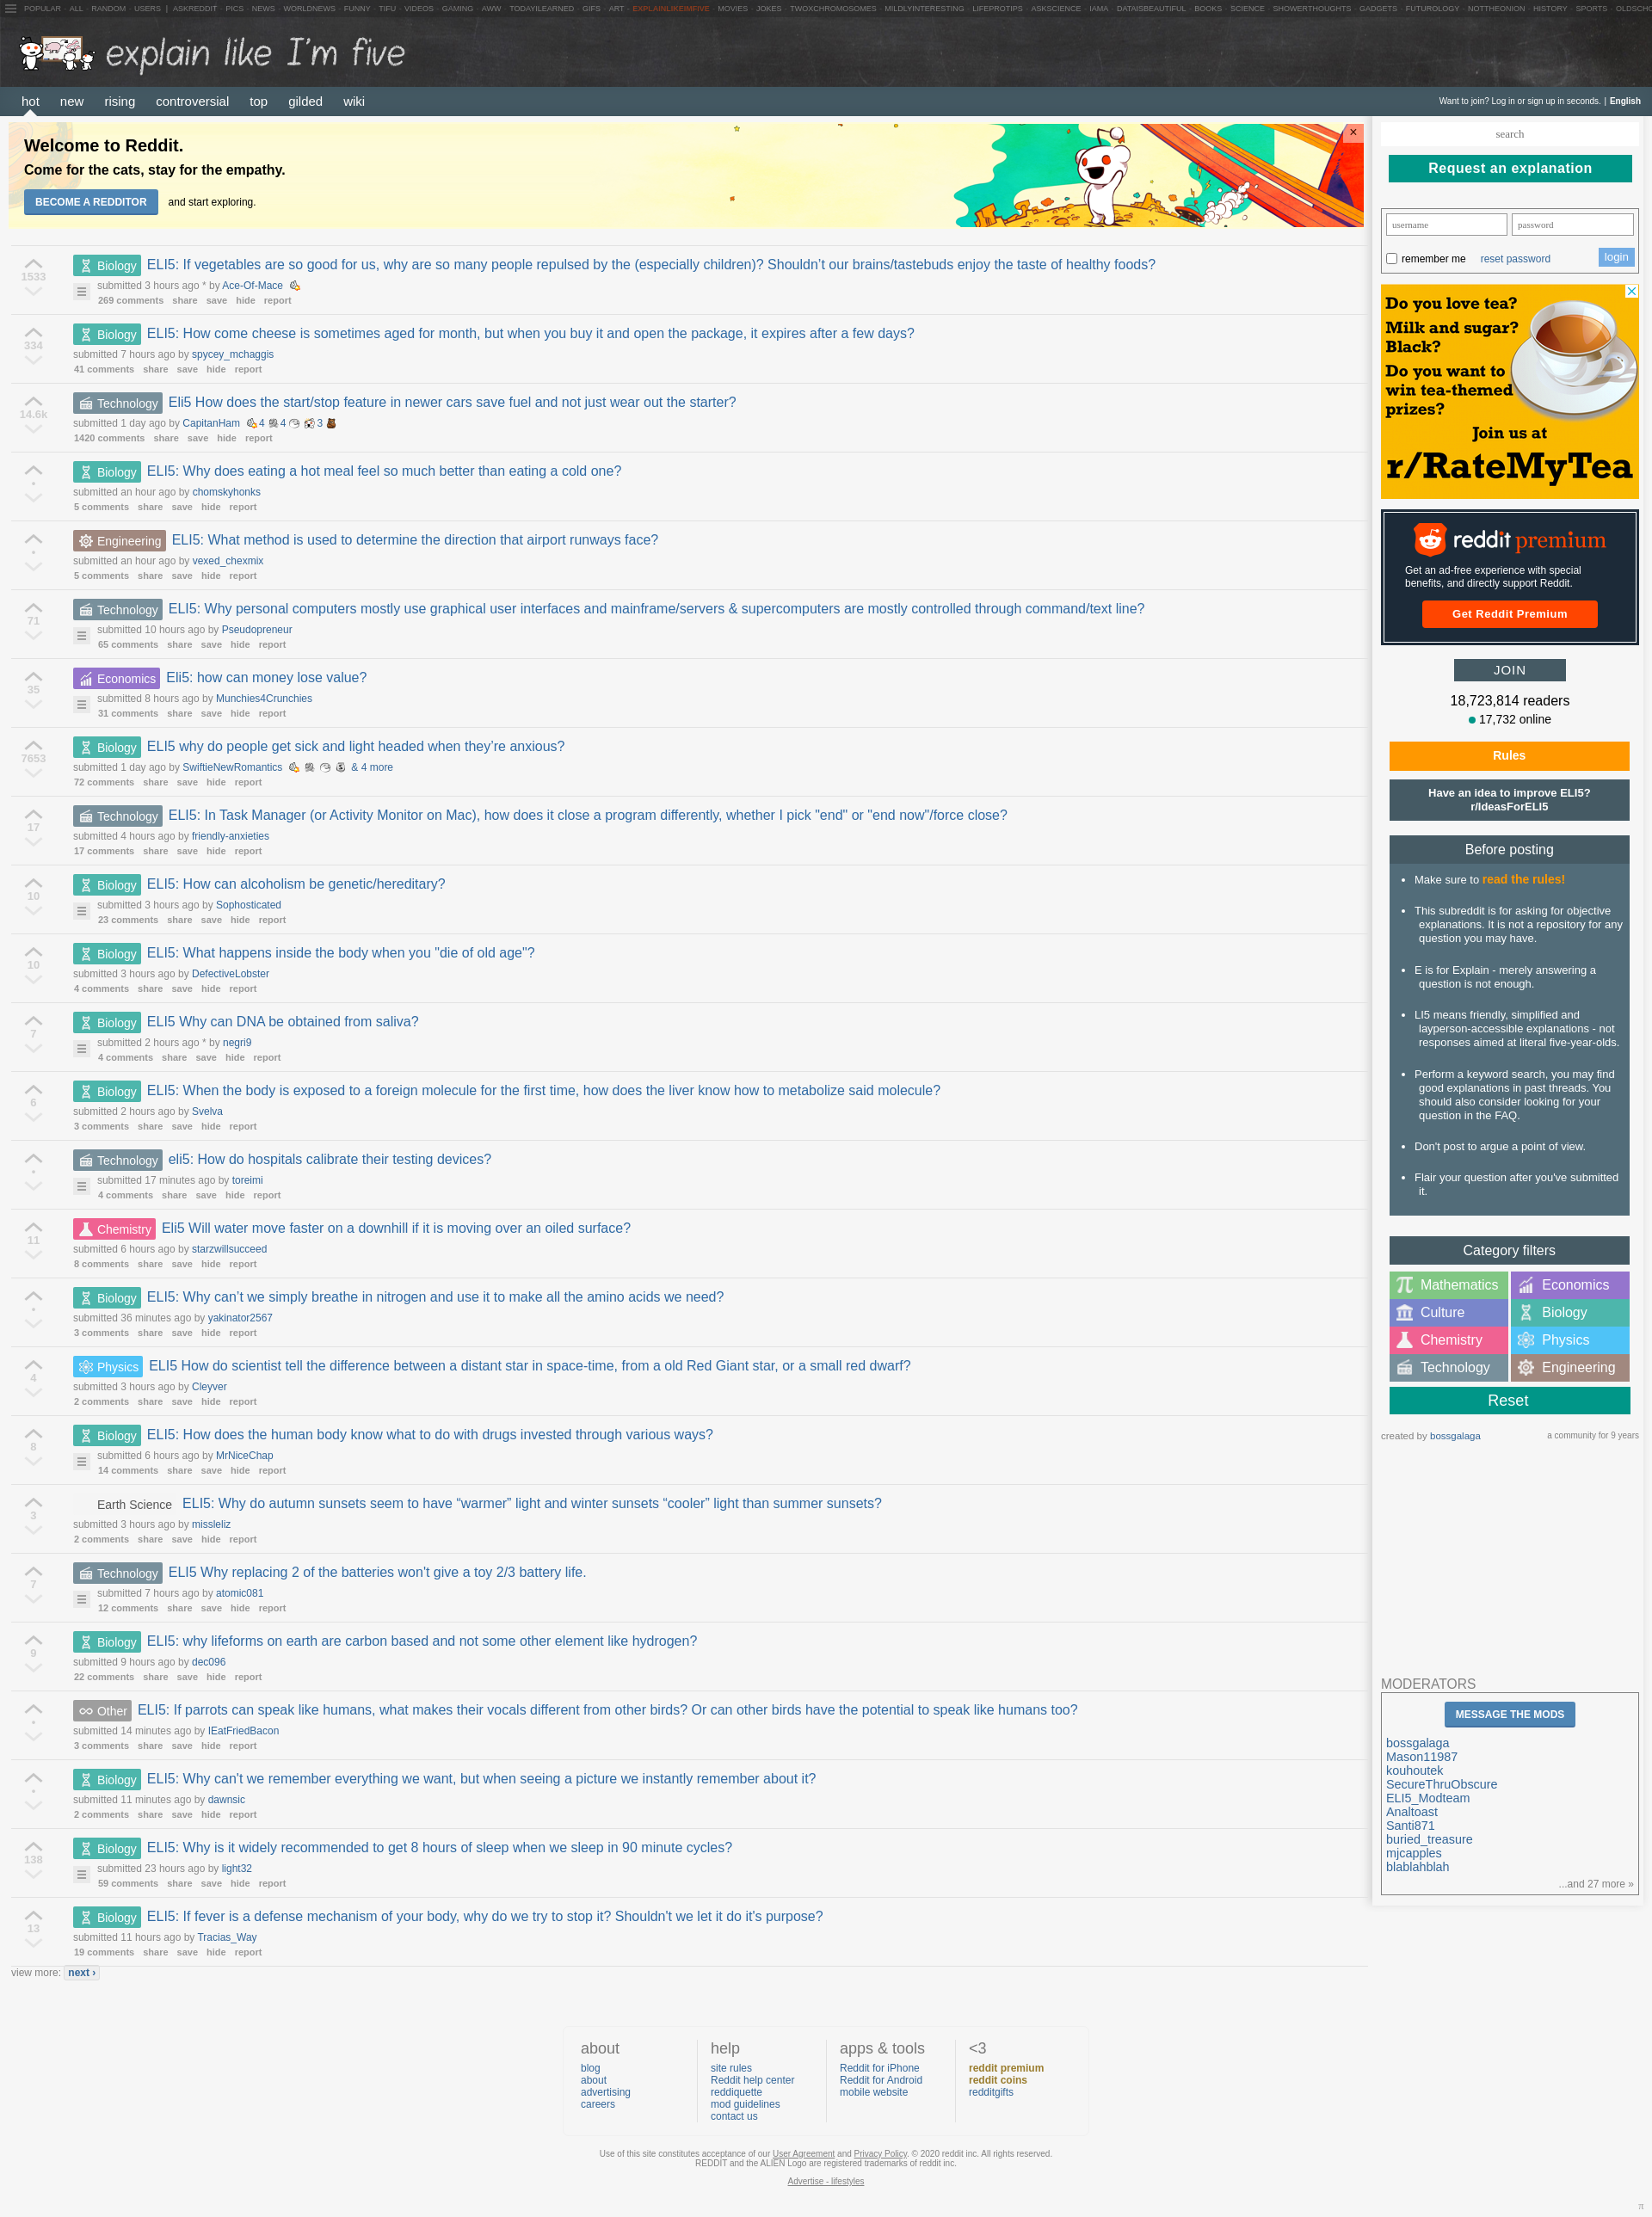 POPULAR - ALL - RANDOM - USERS | ASKREDDIT - PICS - NEWS - WORLDNEWS - FUNNY - TIFU - VIDEOS - GAMING - AWW - TODAYILEARNED - GIFS - ART - EXPLAINLIKEIMFIVE - MOVIES - JOKES - TWOXCHROMOSOMES - MILDLYINTERESTING - LIFEPROTIPS - ASKSCIENCE - IAMA - DATAISBEAUTIFUL - BOOKS - SCIENCE - SHOWERTHOUGHTS - GADGETS - FUTUROLOGY - NOTTHEONION - HISTORY - SPORTS - OLDSCHO
explain like I'm five
hot new rising controversial top gilded wiki
Want to join? Log in or sign up in seconds. | English
Welcome to Reddit.
Come for the cats, stay for the empathy.
BECOME A REDDITOR and start exploring.
×
1533
Biology ELI5: If vegetables are so good for us, why are so many people repulsed by the (especially children)? Shouldn’t our brains/tastebuds enjoy the taste of healthy foods?
submitted 3 hours ago * by Ace-Of-Mace
269 comments share save hide report
334
Biology ELI5: How come cheese is sometimes aged for month, but when you buy it and open the package, it expires after a few days?
submitted 7 hours ago by spycey_mchaggis
41 comments share save hide report
14.6k
Technology Eli5 How does the start/stop feature in newer cars save fuel and not just wear out the starter?
submitted 1 day ago by CapitanHam 4 4 3
1420 comments share save hide report
•
Biology ELI5: Why does eating a hot meal feel so much better than eating a cold one?
submitted an hour ago by chomskyhonks
5 comments share save hide report
•
Engineering ELI5: What method is used to determine the direction that airport runways face?
submitted an hour ago by vexed_chexmix
5 comments share save hide report
71
Technology ELI5: Why personal computers mostly use graphical user interfaces and mainframe/servers & supercomputers are mostly controlled through command/text line?
submitted 10 hours ago by Pseudopreneur
65 comments share save hide report
35
Economics Eli5: how can money lose value?
submitted 8 hours ago by Munchies4Crunchies
31 comments share save hide report
7653
Biology ELI5 why do people get sick and light headed when they’re anxious?
submitted 1 day ago by SwiftieNewRomantics & 4 more
72 comments share save hide report
17
Technology ELI5: In Task Manager (or Activity Monitor on Mac), how does it close a program differently, whether I pick "end" or "end now"/force close?
submitted 4 hours ago by friendly-anxieties
17 comments share save hide report
10
Biology ELI5: How can alcoholism be genetic/hereditary?
submitted 3 hours ago by Sophosticated
23 comments share save hide report
10
Biology ELI5: What happens inside the body when you "die of old age"?
submitted 3 hours ago by DefectiveLobster
4 comments share save hide report
7
Biology ELI5 Why can DNA be obtained from saliva?
submitted 2 hours ago * by negri9
4 comments share save hide report
6
Biology ELI5: When the body is exposed to a foreign molecule for the first time, how does the liver know how to metabolize said molecule?
submitted 2 hours ago by Svelva
3 comments share save hide report
•
Technology eli5: How do hospitals calibrate their testing devices?
submitted 17 minutes ago by toreimi
4 comments share save hide report
11
Chemistry Eli5 Will water move faster on a downhill if it is moving over an oiled surface?
submitted 6 hours ago by starzwillsucceed
8 comments share save hide report
•
Biology ELI5: Why can’t we simply breathe in nitrogen and use it to make all the amino acids we need?
submitted 36 minutes ago by yakinator2567
3 comments share save hide report
4
Physics ELI5 How do scientist tell the difference between a distant star in space-time, from a old Red Giant star, or a small red dwarf?
submitted 3 hours ago by Cleyver
2 comments share save hide report
8
Biology ELI5: How does the human body know what to do with drugs invested through various ways?
submitted 6 hours ago by MrNiceChap
14 comments share save hide report
3
Earth Science ELI5: Why do autumn sunsets seem to have “warmer” light and winter sunsets “cooler” light than summer sunsets?
submitted 3 hours ago by missleliz
2 comments share save hide report
7
Technology ELI5 Why replacing 2 of the batteries won't give a toy 2/3 battery life.
submitted 7 hours ago by atomic081
12 comments share save hide report
9
Biology ELI5: why lifeforms on earth are carbon based and not some other element like hydrogen?
submitted 9 hours ago by dec096
22 comments share save hide report
•
Other ELI5: If parrots can speak like humans, what makes their vocals different from other birds? Or can other birds have the potential to speak like humans too?
submitted 14 minutes ago by IEatFriedBacon
3 comments share save hide report
•
Biology ELI5: Why can't we remember everything we want, but when seeing a picture we instantly remember about it?
submitted 11 minutes ago by dawnsic
2 comments share save hide report
138
Biology ELI5: Why is it widely recommended to get 8 hours of sleep when we sleep in 90 minute cycles?
submitted 23 hours ago by light32
59 comments share save hide report
13
Biology ELI5: If fever is a defense mechanism of your body, why do we try to stop it? Shouldn't we let it do it's purpose?
submitted 11 hours ago by Tracias_Way
19 comments share save hide report
view more: next ›
search
Request an explanation
username password
remember me reset password login
Do you love tea?
Milk and sugar?
Black?
Do you want to
win tea-themed
prizes?
Join us at
r/RateMyTea
reddit premium
Get an ad-free experience with special
benefits, and directly support Reddit.
Get Reddit Premium
JOIN
18,723,814 readers
17,732 online
Rules
Have an idea to improve ELI5?
r/IdeasForELI5
Before posting
• Make sure to read the rules!
• This subreddit is for asking for objective
explanations. It is not a repository for any
question you may have.
• E is for Explain - merely answering a
question is not enough.
• LI5 means friendly, simplified and
layperson-accessible explanations - not
responses aimed at literal five-year-olds.
• Perform a keyword search, you may find
good explanations in past threads. You
should also consider looking for your
question in the FAQ.
• Don't post to argue a point of view.
• Flair your question after you've submitted
it.
Category filters
Mathematics Economics
Culture Biology
Chemistry Physics
Technology Engineering
Reset
created by bossgalaga a community for 9 years
MODERATORS
MESSAGE THE MODS
bossgalaga
Mason11987
kouhoutek
SecureThruObscure
ELI5_Modteam
Analtoast
Santi871
buried_treasure
mjcapples
blablahblah
...and 27 more »
about
blog
about
advertising
careers
help
site rules
Reddit help center
reddiquette
mod guidelines
contact us
apps & tools
Reddit for iPhone
Reddit for Android
mobile website
<3
reddit premium
reddit coins
redditgifts
Use of this site constitutes acceptance of our User Agreement and Privacy Policy. © 2020 reddit inc. All rights reserved.
REDDIT and the ALIEN Logo are registered trademarks of reddit inc.
Advertise - lifestyles
π